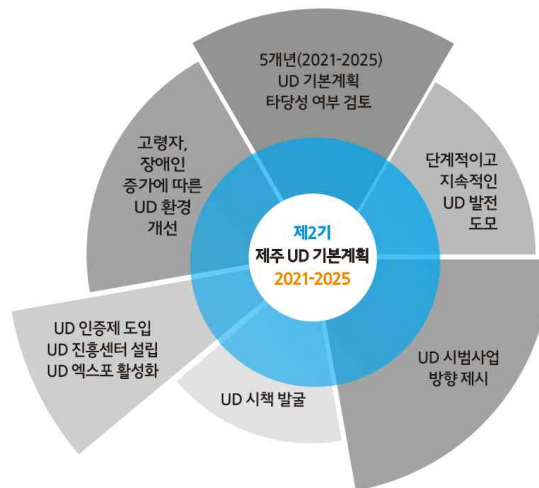 5개년(2021-2025)
UD 기본계획
타당성 여부 검토
단계적이고
지속적인
UD 발전
도모
UD 시범사업
방향 제시
UD 시책 발굴
UD 인증제 도입
UD 진흥센터 설립
UD 엑스포 활성화
고령자,
장애인
증가에 따른
UD 환경
개선
제2기
제주 UD 기본계획
2021-2025